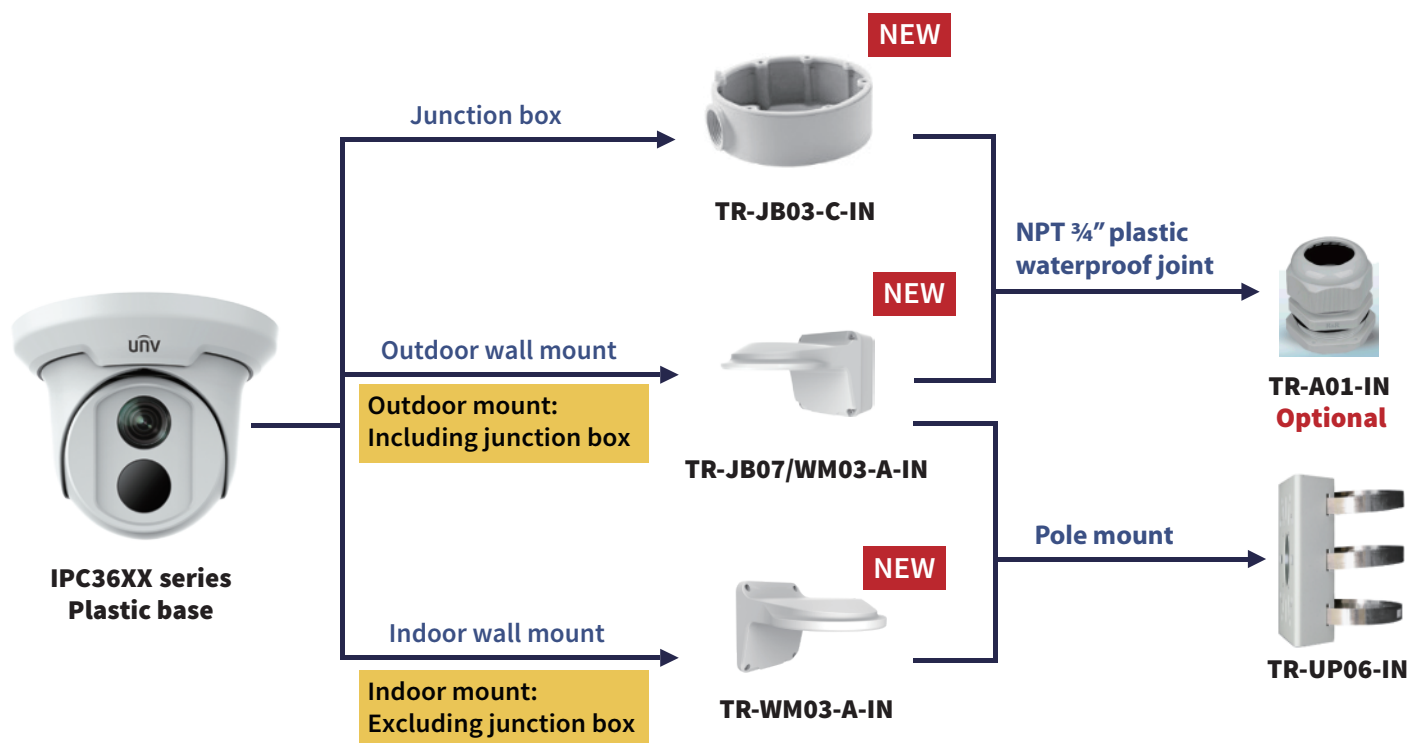 NEW
Junction box
TR-JB03-C-IN
NPT ¾” plastic
waterproof joint
NEW
unv
Outdoor wall mount
Outdoor mount:
Including junction box
TR-A01-IN
Optional
TR-JB07/WM03-A-IN
Pole mount
NEW
IPC36XX series
Plastic base
Indoor wall mount
TR-UP06-IN
Indoor mount:
Excluding junction box
TR-WM03-A-IN